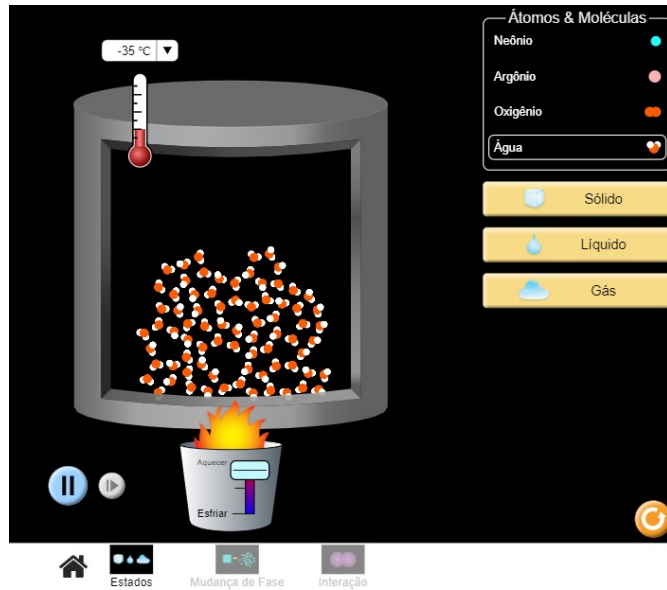 Átomos & Moléculas
-35 °C
Neônio
Argônio
Oxigênio
Água
Sólido
Líquido
Gás
Aquecer
Esfriar
Estados
Mudança de Fase
Interação